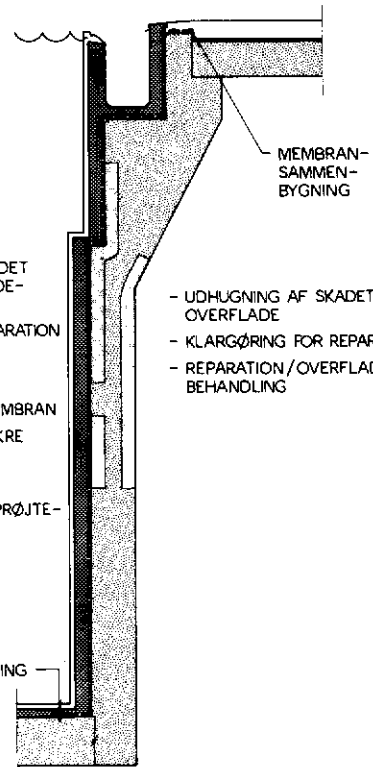 MEMBRAN-
SAMMEN-
BYGNING
DET
DE-
ARATION
MBRAN
KRE
PRØJTE-
ING
- UDHUGNING AF SKADET
OVERFLADE
- KLARGØRING FOR REPAR
- REPARATION/OVERFLAD
BEHANDLING